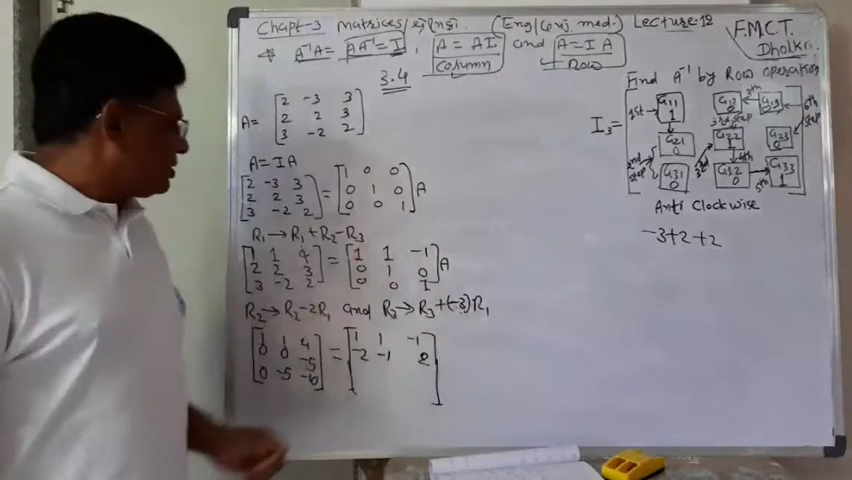 Chapt-3 Matrices/શ્રેણિક. (Eng/Guj. med.) Lecture-12
F.M.C.T. Dholka.
* A⁻¹A = AA⁻¹ = I, A = AI Column and A = IA Row
3.4
Find A⁻¹ by Row operation
A = [2 -3 3
2 2 3
3 -2 2]
A = IA
[2 -3 3 = [1 0 0
2 2 3 0 1 0
3 -2 2] 0 0 1] A
R₁ → R₁ + R₂ - R₃
[1 1 4 = [1 1 -1
2 2 3 0 1 0
3 -2 2] 0 0 1] A
R₂ → R₂ - 2R₁ and R₃ → R₃ + (-3)R₁
[1 1 4 = [1 1 -1
0 0 -5 -2 -1 2
0 -5 -10] ]
I₃ =
1st → a₁₁ 1
a₂₁ 0
a₃₁ 0
2nd step
a₁₂ 0
3rd step
a₂₂ 1
4th
a₃₂ 0
5th
a₃₃ 1
a₂₃ 0
a₁₃ 0
6th step
Anti Clockwise
-3+2+2